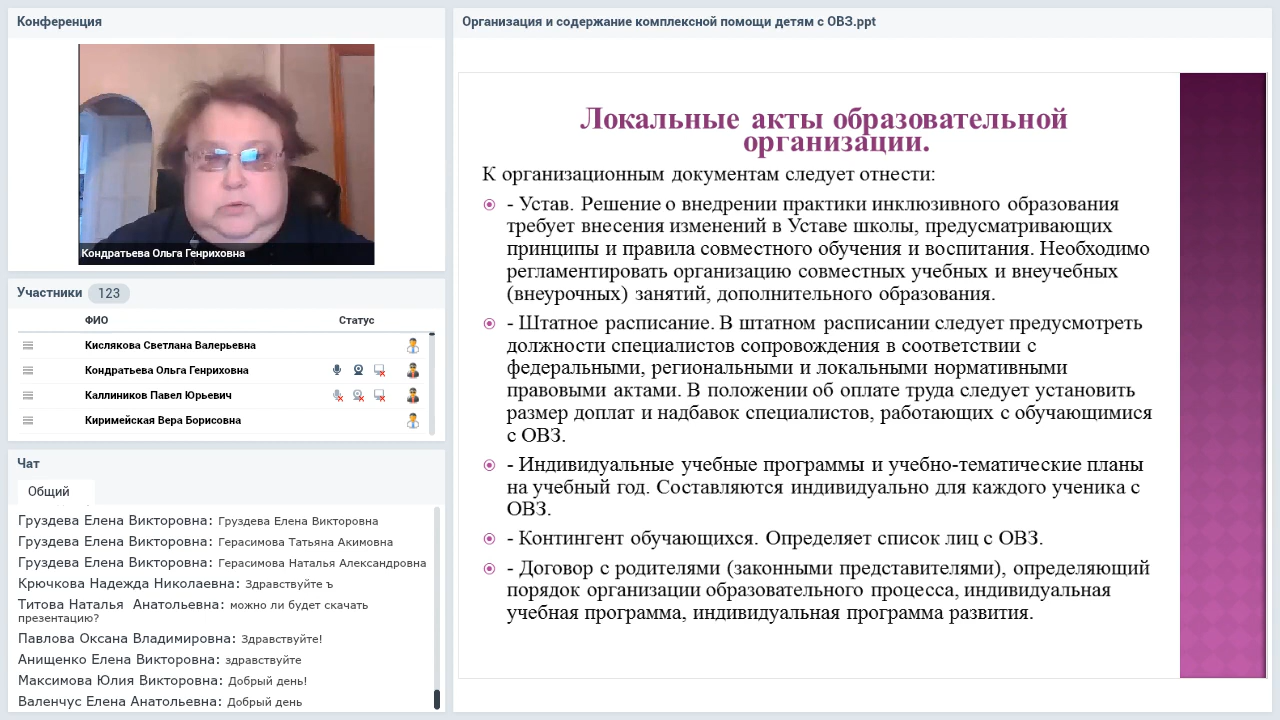 Конференция
Кондратьева Ольга Генриховна
Участники 123
ФИО Статус
Кислякова Светлана Валерьевна
Кондратьева Ольга Генриховна
Каллиников Павел Юрьевич
Киримейская Вера Борисовна
Чат
Общий
Груздева Елена Викторовна: Груздева Елена Викторовна
Груздева Елена Викторовна: Герасимова Татьяна Акимовна
Груздева Елена Викторовна: Герасимова Наталья Александровна
Крючкова Надежда Николаевна: Здравствуйте ъ
Титова Наталья Анатольевна: можно ли будет скачать
презентацию?
Павлова Оксана Владимировна: Здравствуйте!
Анищенко Елена Викторовна: здравствуйте
Максимова Юлия Викторовна: Добрый день!
Валенчус Елена Анатольевна: Добрый день
Организация и содержание комплексной помощи детям с ОВЗ.ppt
Локальные акты образовательной
организации.
К организационным документам следует отнести:
- Устав. Решение о внедрении практики инклюзивного образования
требует внесения изменений в Уставе школы, предусматривающих
принципы и правила совместного обучения и воспитания. Необходимо
регламентировать организацию совместных учебных и внеучебных
(внеурочных) занятий, дополнительного образования.
- Штатное расписание. В штатном расписании следует предусмотреть
должности специалистов сопровождения в соответствии с
федеральными, региональными и локальными нормативными
правовыми актами. В положении об оплате труда следует установить
размер доплат и надбавок специалистов, работающих с обучающимися
с ОВЗ.
- Индивидуальные учебные программы и учебно-тематические планы
на учебный год. Составляются индивидуально для каждого ученика с
ОВЗ.
- Контингент обучающихся. Определяет список лиц с ОВЗ.
- Договор с родителями (законными представителями), определяющий
порядок организации образовательного процесса, индивидуальная
учебная программа, индивидуальная программа развития.